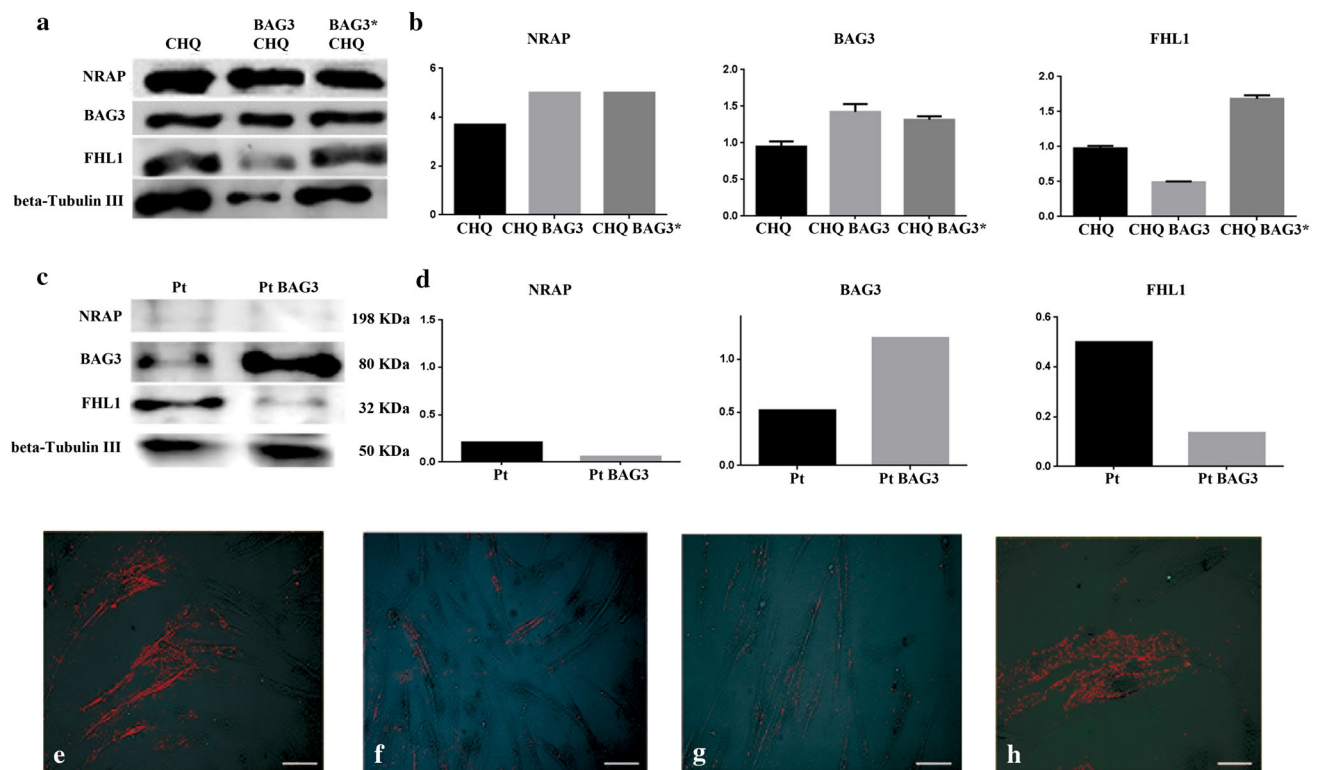 a
CHQ
BAG3
CHQ
BAG3*
CHQ
NRAP
BAG3
FHL1
beta-Tubulin III
b
NRAP
6
4
2
0
CHQ
CHQ BAG3
CHQ BAG3*
BAG3
2.0
1.5
1.0
0.5
0.0
CHQ
CHQ BAG3
CHQ BAG3*
FHL1
2.0
1.5
1.0
0.5
0.0
CHQ
CHQ BAG3
CHQ BAG3*
c
Pt
Pt BAG3
NRAP
198 KDa
BAG3
80 KDa
FHL1
32 KDa
beta-Tubulin III
50 KDa
d
NRAP
1.5
1.0
0.5
0.0
Pt
Pt BAG3
BAG3
1.0
0.5
0.0
Pt
Pt BAG3
FHL1
0.6
0.4
0.2
0.0
Pt
Pt BAG3
e
f
g
h